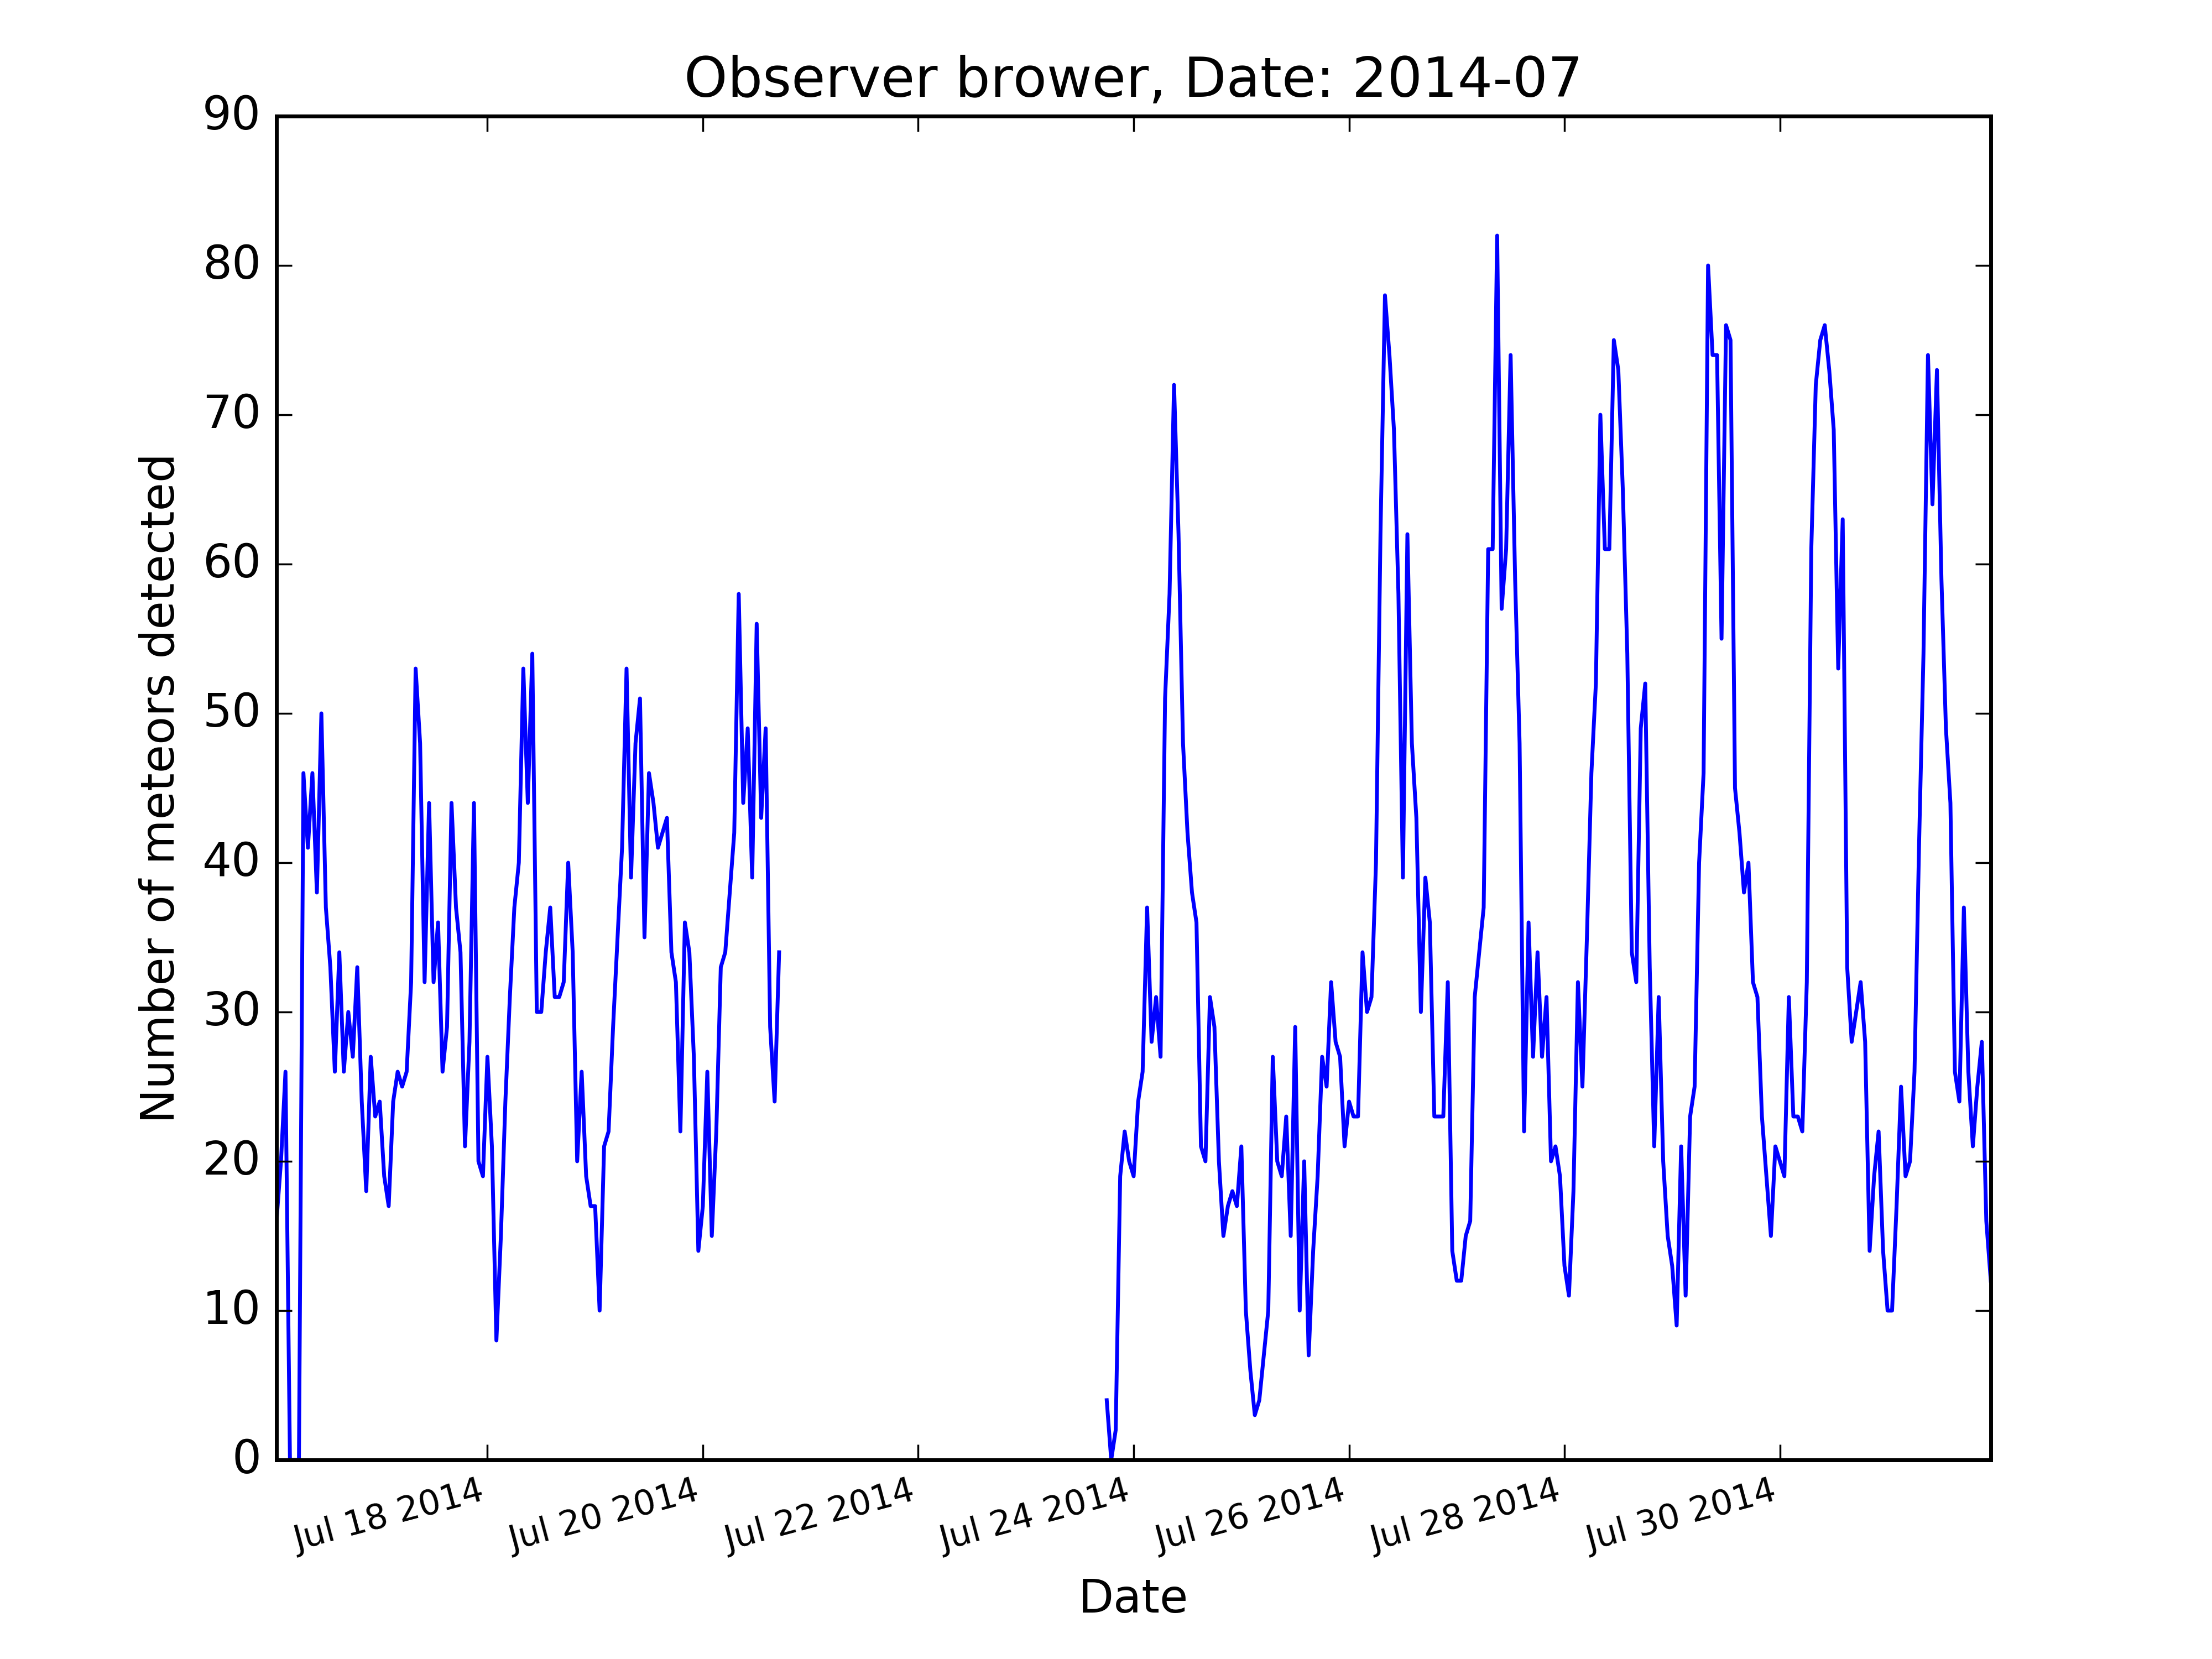 Observer brower, Date: 2014-07
90
80
70
60
50
40
30
20
10
0
Number of meteors detected
Jul 18 2014
Jul 20 2014
Jul 22 2014
Jul 24 2014
Jul 26 2014
Jul 28 2014
Jul 30 2014
Date